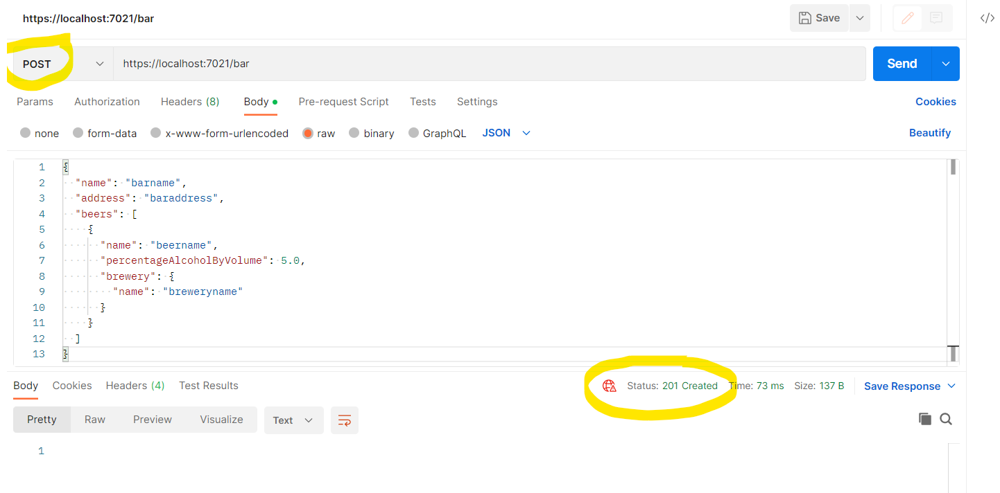 https://localhost:7021/bar
Save
</>
POST https://localhost:7021/bar Send
Params Authorization Headers (8) Body Pre-request Script Tests Settings Cookies
none form-data x-www-form-urlencoded raw binary GraphQL JSON Beautify
1 {
2 "name": "barname",
3 "address": "baraddress",
4 "beers": [
5 {
6 "name": "beername",
7 "percentageAlcoholByVolume": 5.0,
8 "brewery": {
9 "name": "breweryname"
10 }
11 }
12 ]
13 }
Body Cookies Headers (4) Test Results Status: 201 Created Time: 73 ms Size: 137 B Save Response
Pretty Raw Preview Visualize Text
1